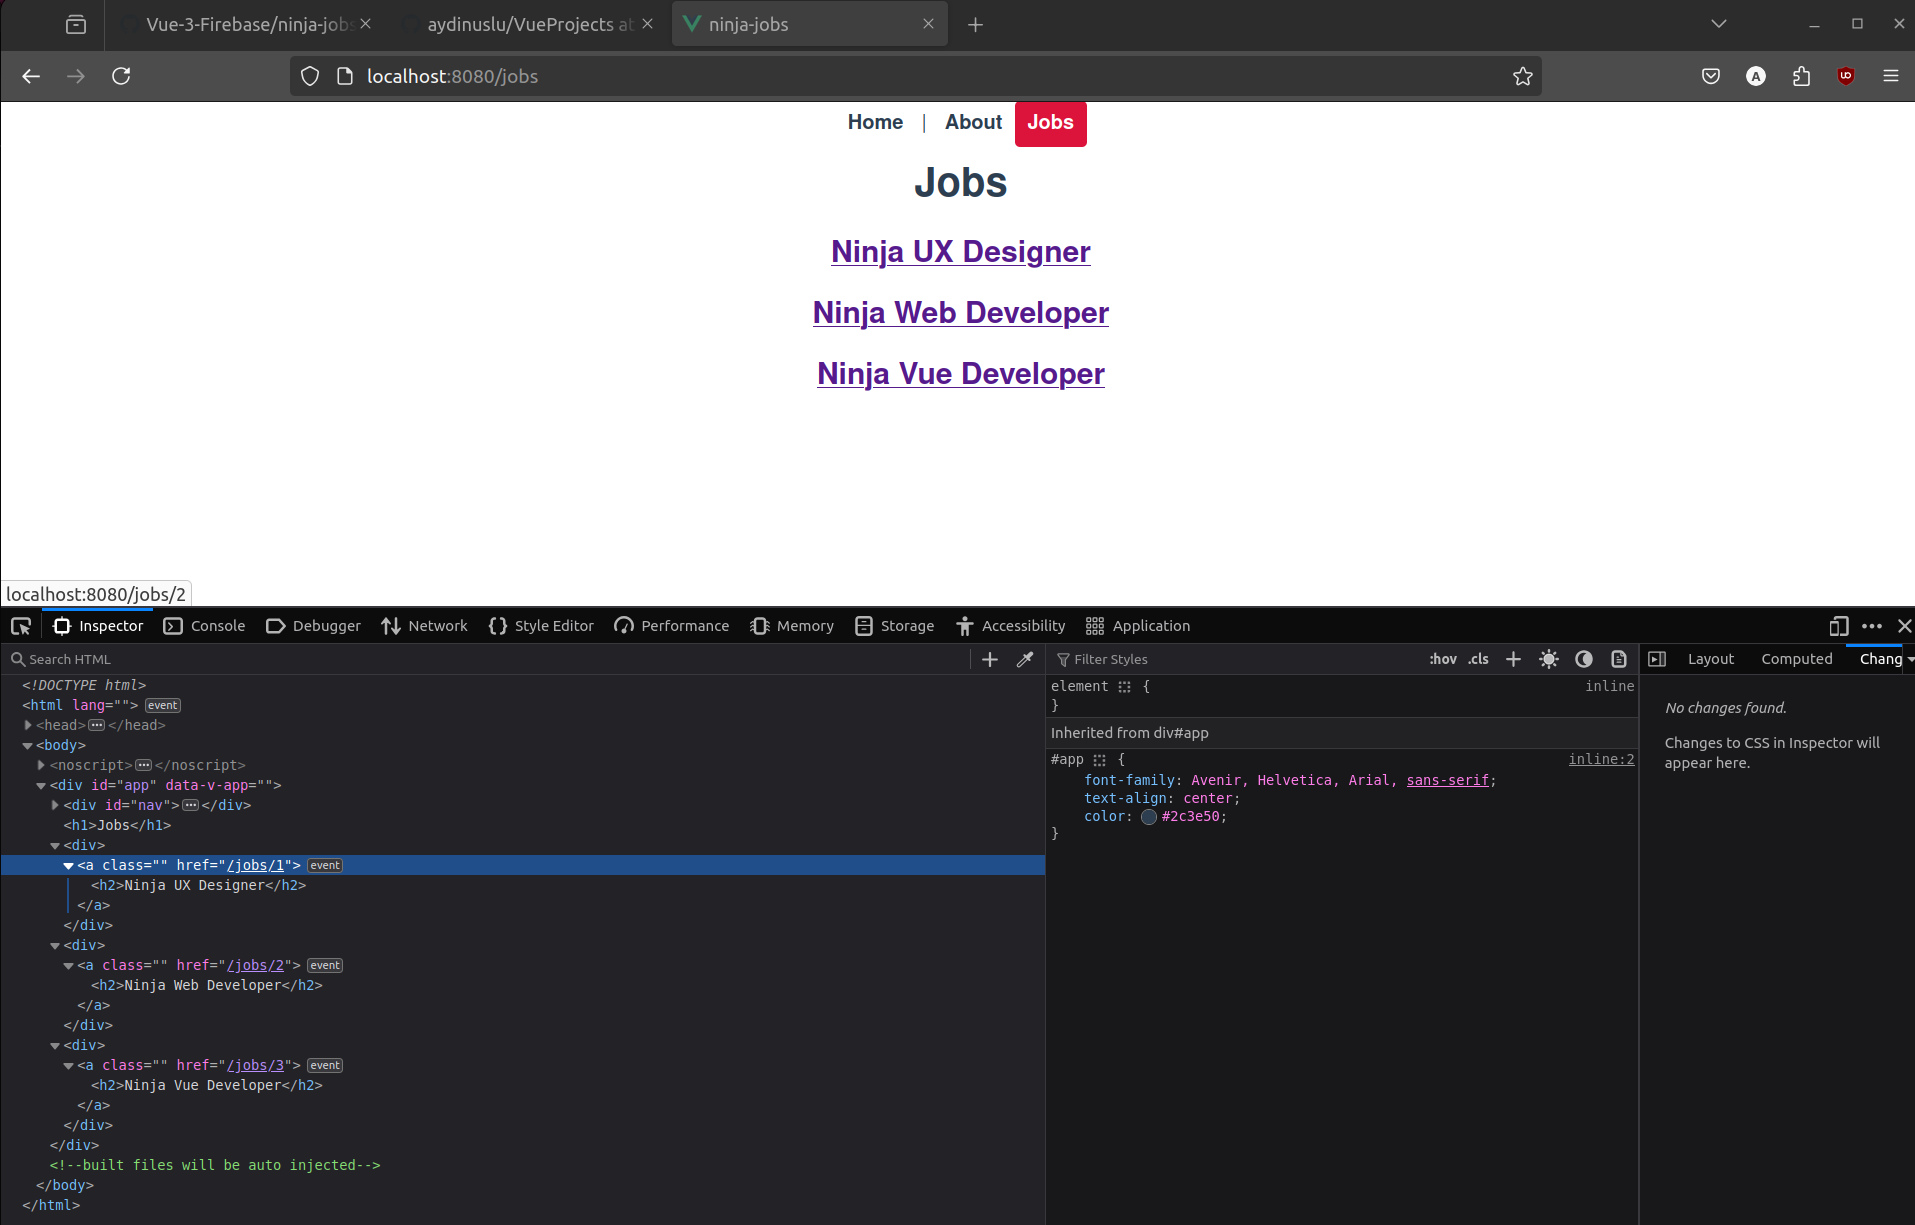 Vue-3-Firebase/ninja-jobs aydinuslu/VueProjects at ninja-jobs
localhost:8080/jobs
Home | About Jobs
Jobs
Ninja UX Designer
Ninja Web Developer
Ninja Vue Developer
localhost:8080/jobs/2
Inspector Console Debugger Network Style Editor Performance Memory Storage Accessibility Application
Search HTML
<!DOCTYPE html>
<html lang=""> event
<head>···</head>
<body>
<noscript>···</noscript>
<div id="app" data-v-app="">
<div id="nav">···</div>
<h1>Jobs</h1>
<div>
<a class="" href="/jobs/1"> event
<h2>Ninja UX Designer</h2>
</a>
</div>
<div>
<a class="" href="/jobs/2"> event
<h2>Ninja Web Developer</h2>
</a>
</div>
<div>
<a class="" href="/jobs/3"> event
<h2>Ninja Vue Developer</h2>
</a>
</div>
</div>
<!--built files will be auto injected-->
</body>
</html>
Filter Styles :hov .cls
element { inline
}
Inherited from div#app
#app { inline:2
font-family: Avenir, Helvetica, Arial, sans-serif;
text-align: center;
color: #2c3e50;
}
Layout Computed Chang
No changes found.
Changes to CSS in Inspector will
appear here.